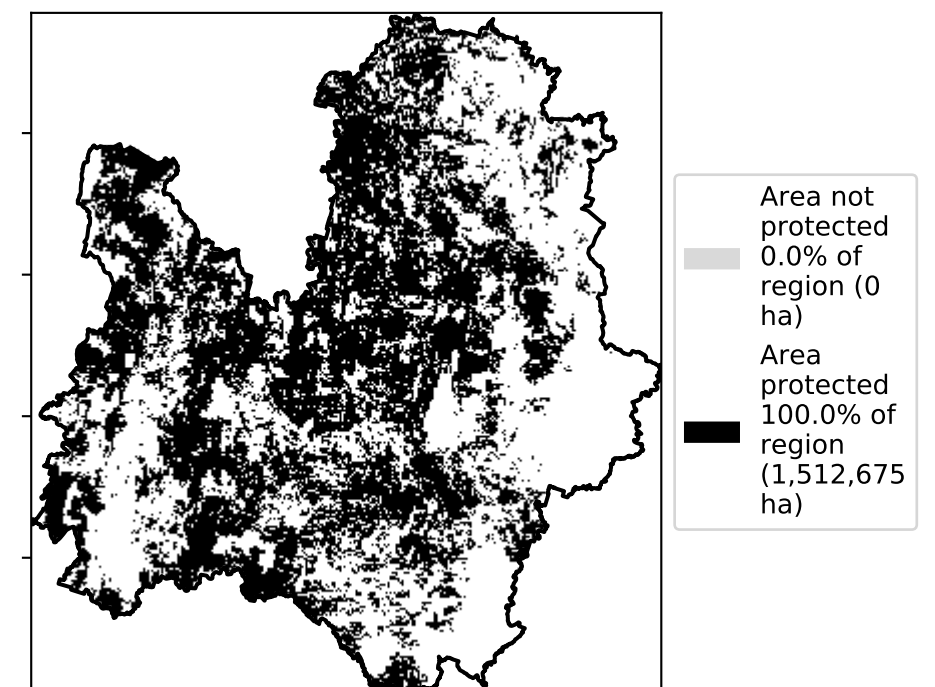 Area not
protected
0.0% of
region (0
ha)
Area
protected
100.0% of
region
(1,512,675
ha)